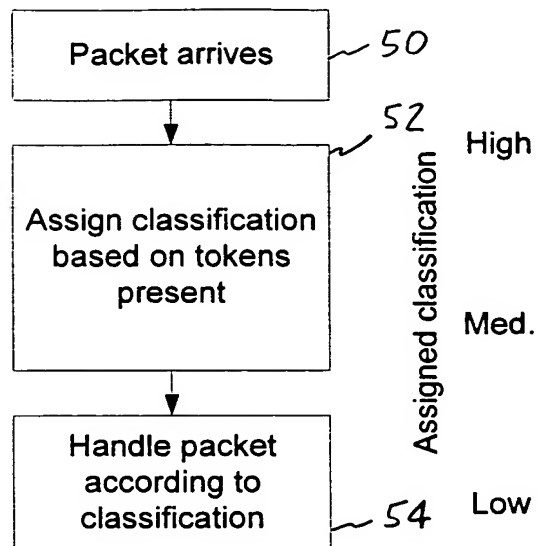 Packet arrives
50
52
Assign classification
based on tokens
present
Handle packet
according to
classification
54
Assigned classification
High
Med.
Low